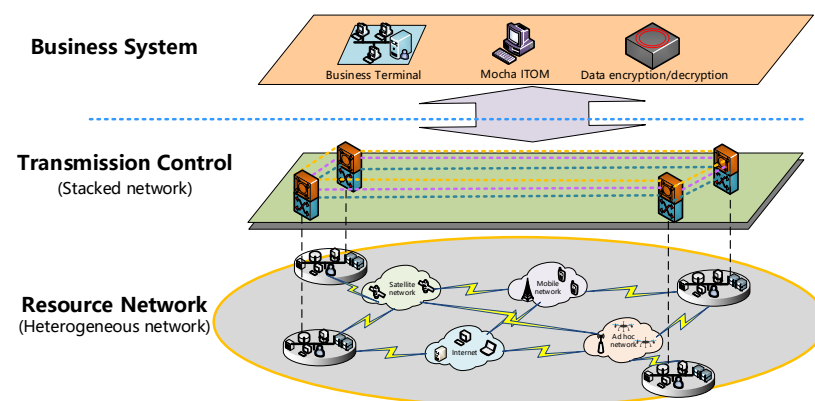 Business System
Business Terminal
Mocha ITOM
Data encryption/decryption
Transmission Control
(Stacked network)
Resource Network
(Heterogeneous network)
Satellite
network
Mobile
network
Internet
Ad hoc
network